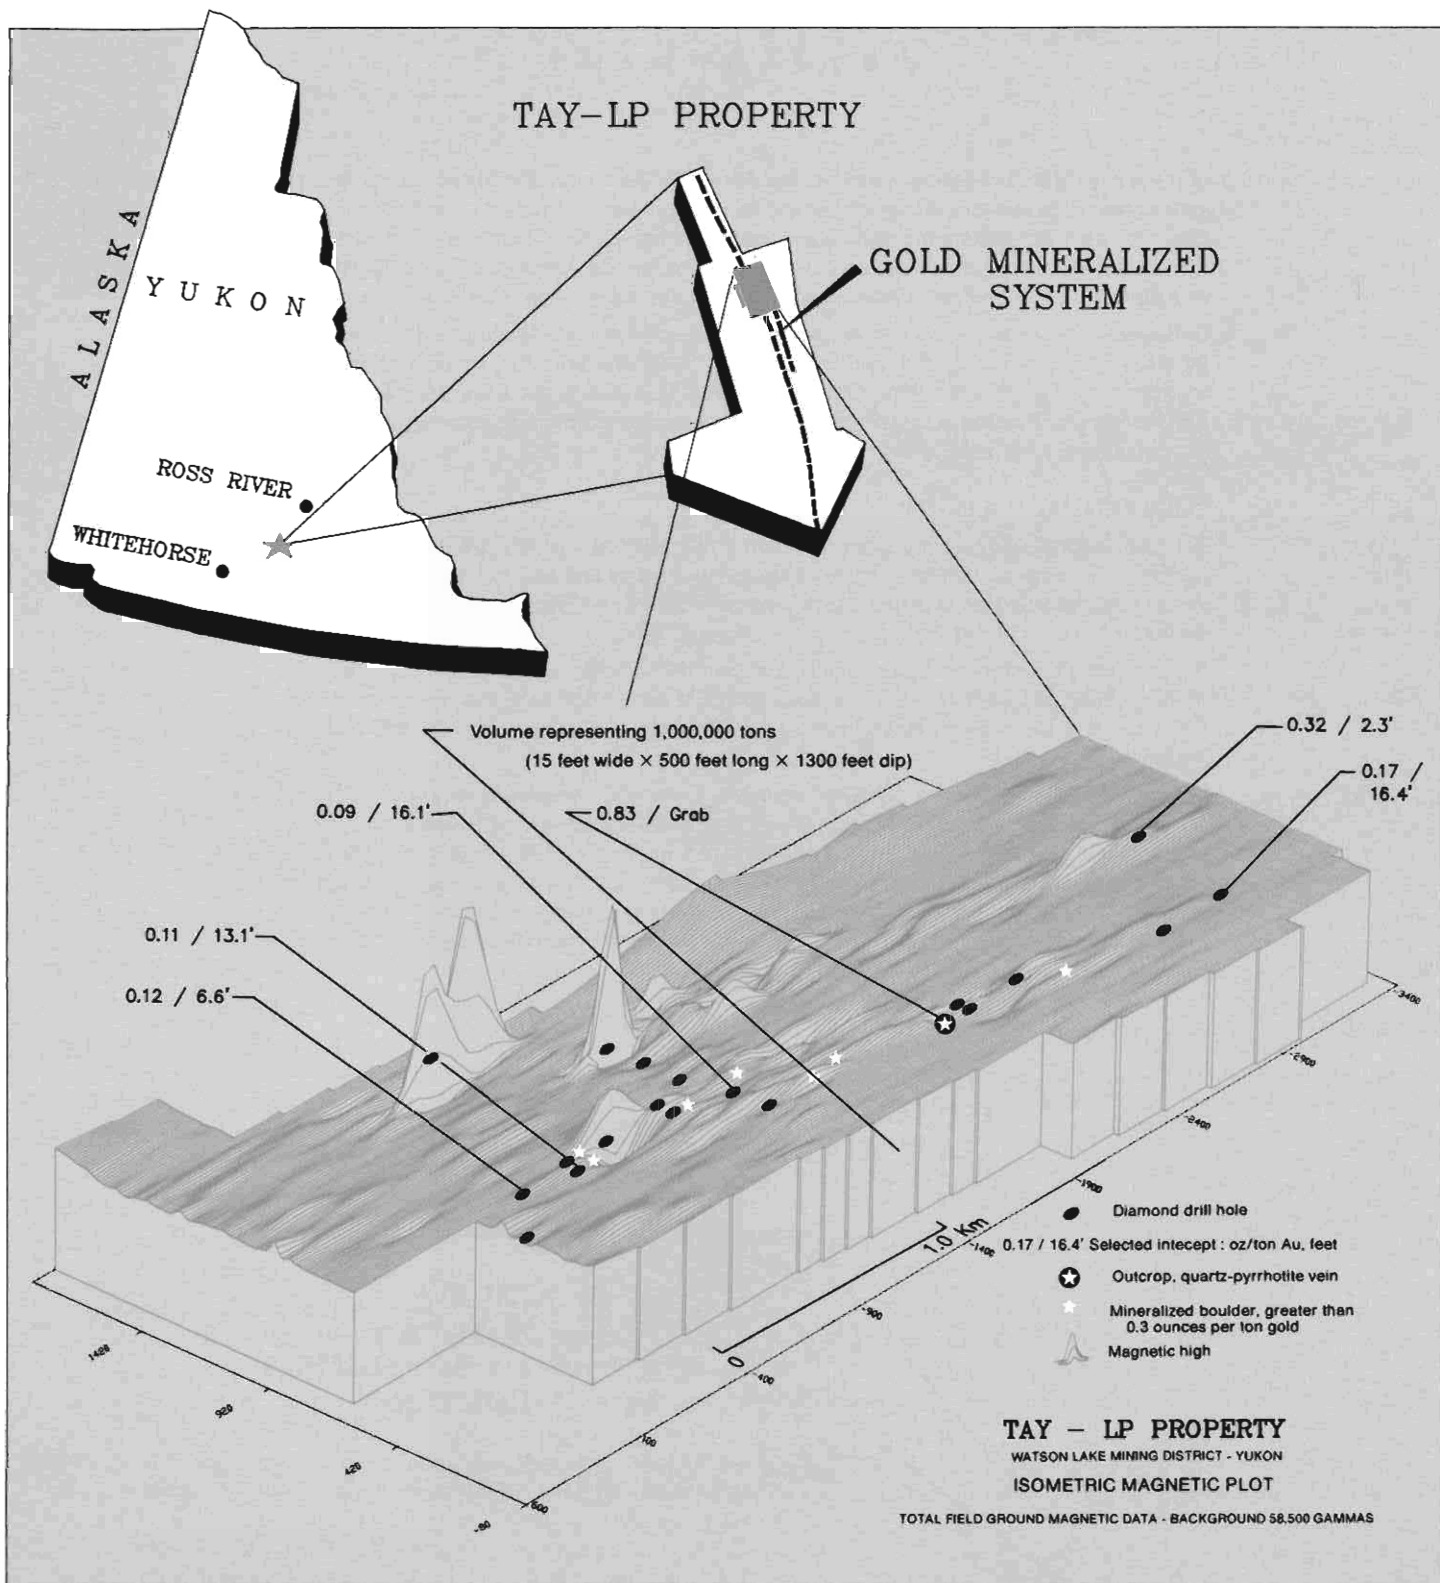 TAY-LP PROPERTY
ALASKA
YUKON
GOLD MINERALIZED
SYSTEM
ROSS RIVER
WHITEHORSE
Volume representing 1,000,000 tons
(15 feet wide × 500 feet long × 1300 feet dip)
0.32 / 2.3'
0.17 /
16.4'
0.09 / 16.1'
0.83 / Grab
0.11 / 13.1'
0.12 / 6.6'
-3400
-2900
-2400
-1900
-1400
-900
-400
100
600
1420
920
420
-80
0
1.0 Km
Diamond drill hole
0.17 / 16.4' Selected intecept : oz/ton Au, feet
Outcrop, quartz-pyrrhotite vein
Mineralized boulder, greater than
0.3 ounces per ton gold
Magnetic high
TAY - LP PROPERTY
WATSON LAKE MINING DISTRICT - YUKON
ISOMETRIC MAGNETIC PLOT
TOTAL FIELD GROUND MAGNETIC DATA - BACKGROUND 58,500 GAMMAS